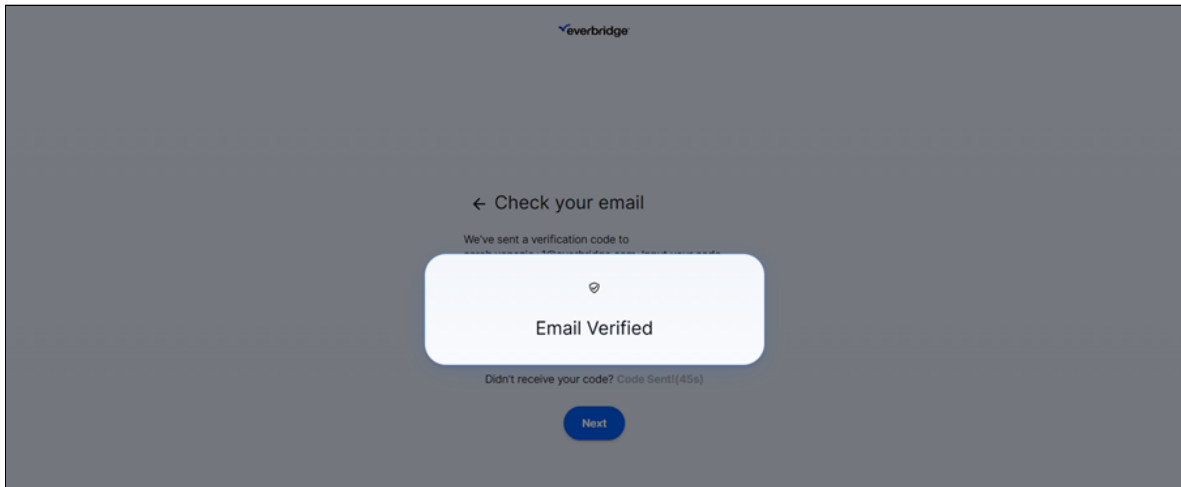 everbridge
← Check your email
We've sent a verification code to
Email Verified
Didn't receive your code? Code Sent!(45s)
Next